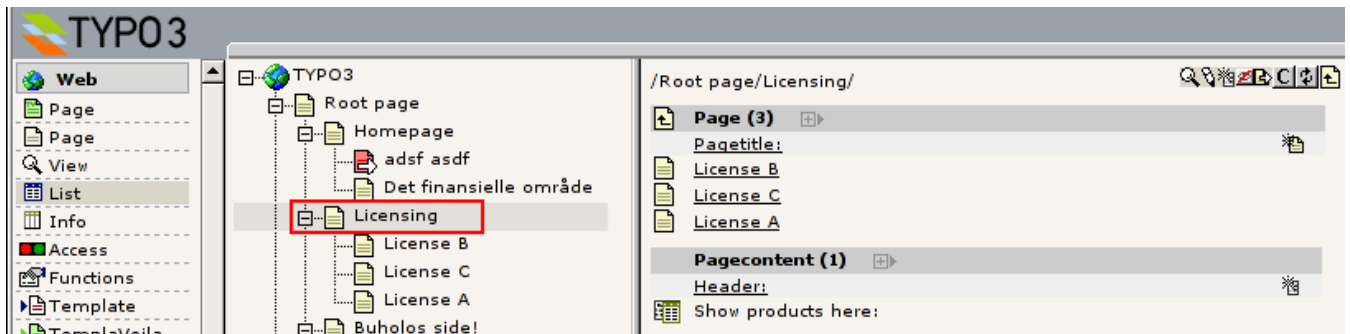 TYPO3
Web
Page
Page
View
List
Info
Access
Functions
Template
TemplaVoila
TYPO3
Root page
Homepage
adsf asdf
Det finansielle område
Licensing
License B
License C
License A
Buholos side!
/Root page/Licensing/
C
Page (3)
Pagetitle:
License B
License C
License A
Pagecontent (1)
Header:
Show products here: